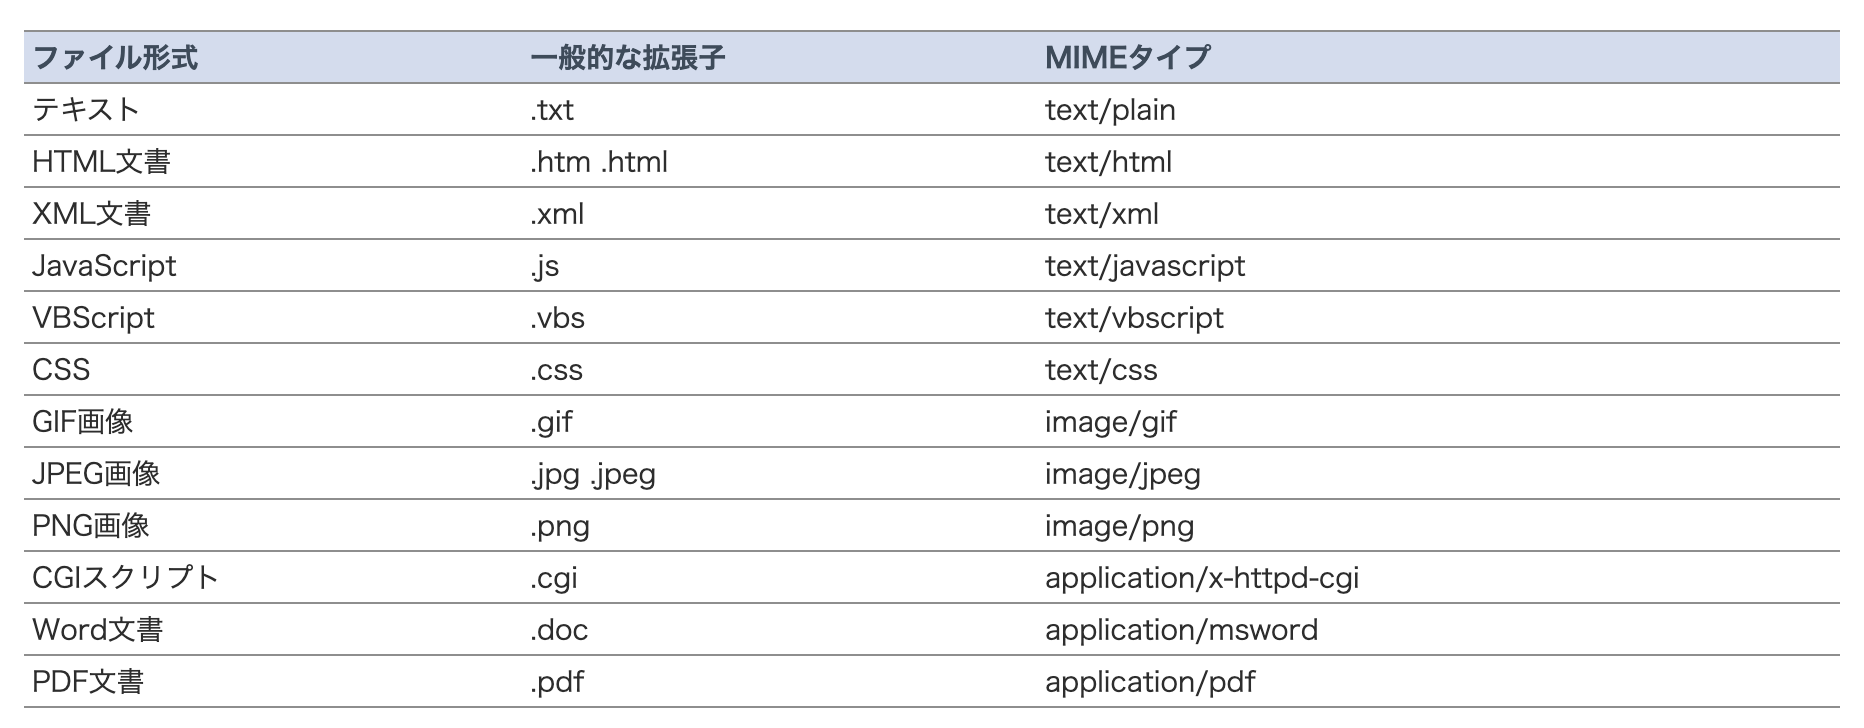 ファイル形式 一般的な拡張子 MIMEタイプ
テキスト .txt text/plain
HTML文書 .htm .html text/html
XML文書 .xml text/xml
JavaScript .js text/javascript
VBScript .vbs text/vbscript
CSS .css text/css
GIF画像 .gif image/gif
JPEG画像 .jpg .jpeg image/jpeg
PNG画像 .png image/png
CGIスクリプト .cgi application/x-httpd-cgi
Word文書 .doc application/msword
PDF文書 .pdf application/pdf